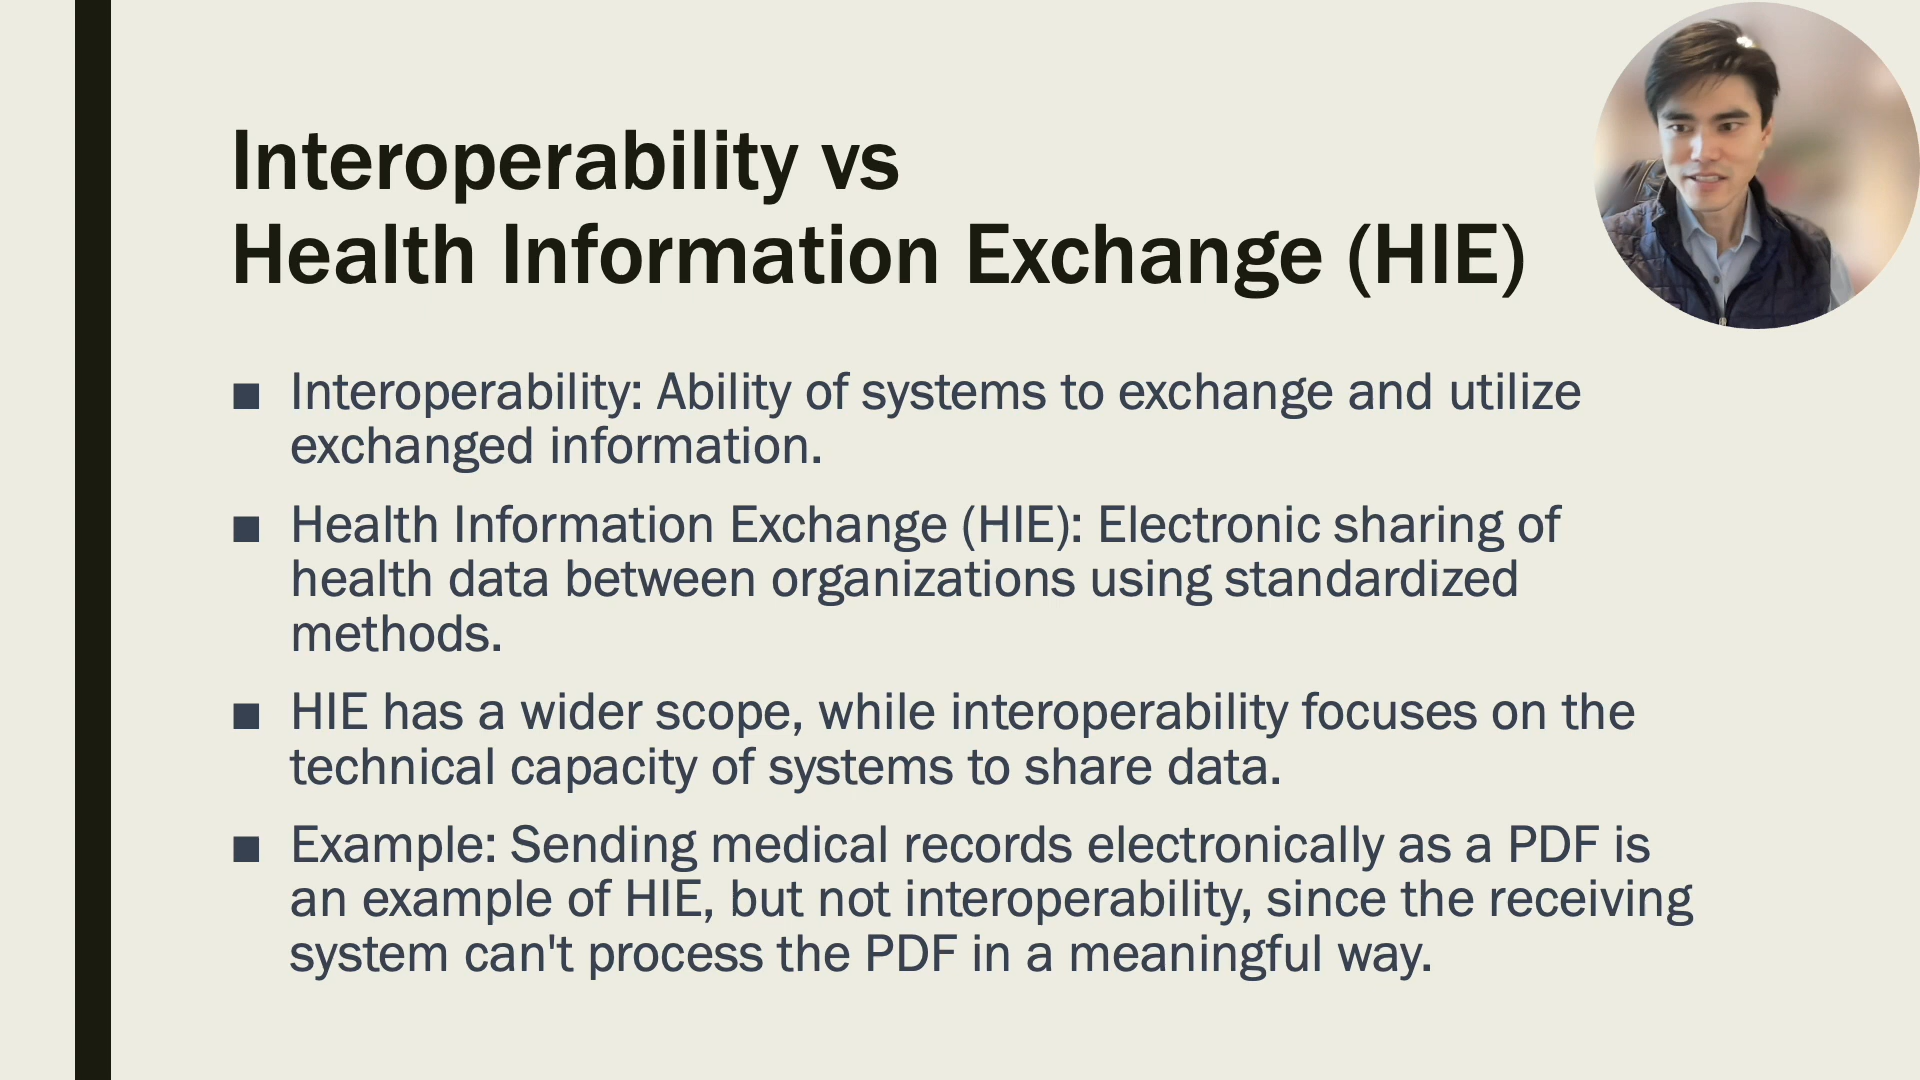 Interoperability vs
Health Information Exchange (HIE)
■ Interoperability: Ability of systems to exchange and utilize
exchanged information.
■ Health Information Exchange (HIE): Electronic sharing of
health data between organizations using standardized
methods.
■ HIE has a wider scope, while interoperability focuses on the
technical capacity of systems to share data.
■ Example: Sending medical records electronically as a PDF is
an example of HIE, but not interoperability, since the receiving
system can't process the PDF in a meaningful way.